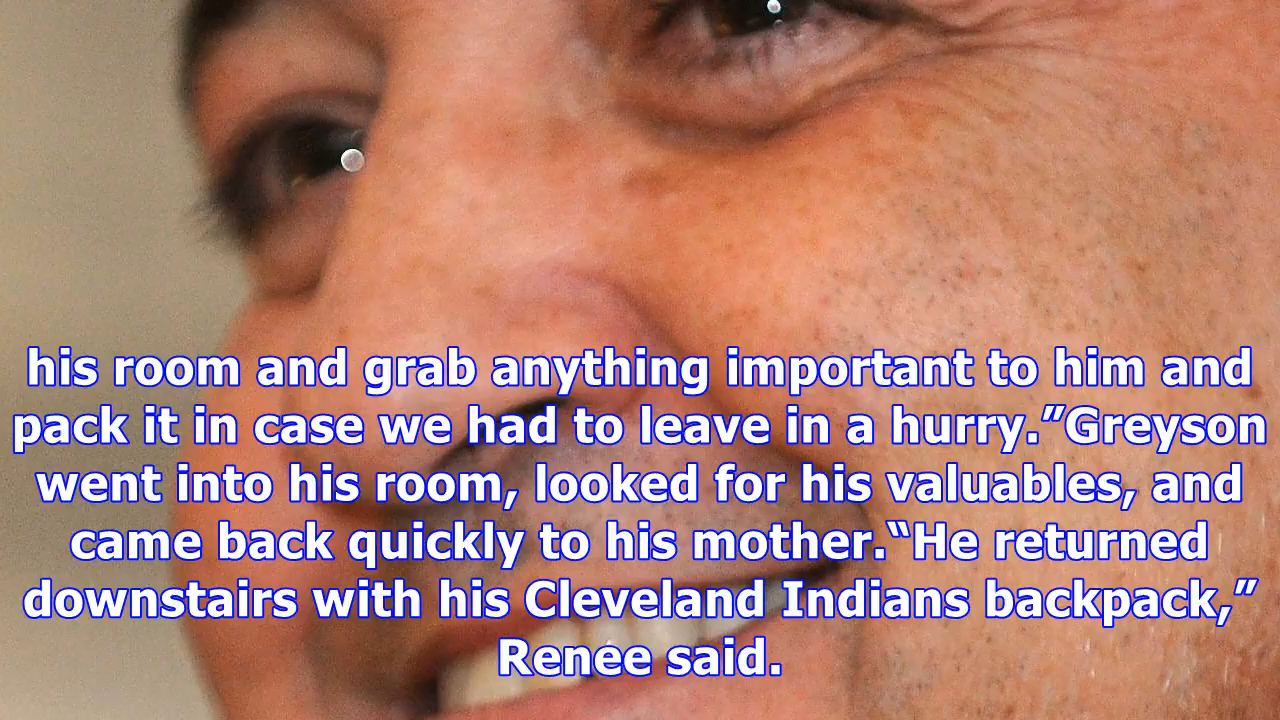 his room and grab anything important to him and
pack it in case we had to leave in a hurry.”Greyson
went into his room, looked for his valuables, and
came back quickly to his mother.“He returned
downstairs with his Cleveland Indians backpack,”
Renee said.